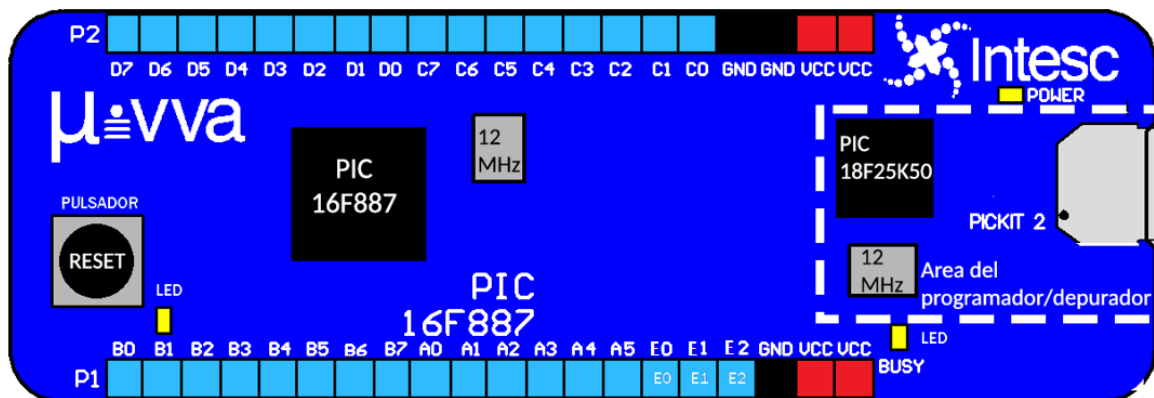 P2
D7 D6 D5 D4 D3 D2 D1 D0 C7 C6 C5 C4 C3 C2 C1 C0 GND GND VCC VCC
Intesc
POWER
µivva
12
MHz
PIC
16F887
PIC
18F25K50
PULSADOR
RESET
PICKIT 2
LED
12
MHz
Area del
programador/depurador
PIC
16F887
LED
BUSY
B0 B1 B2 B3 B4 B5 B6 B7 A0 A1 A2 A3 A4 A5 E0 E1 E2 GND VCC VCC
P1
E0 E1 E2